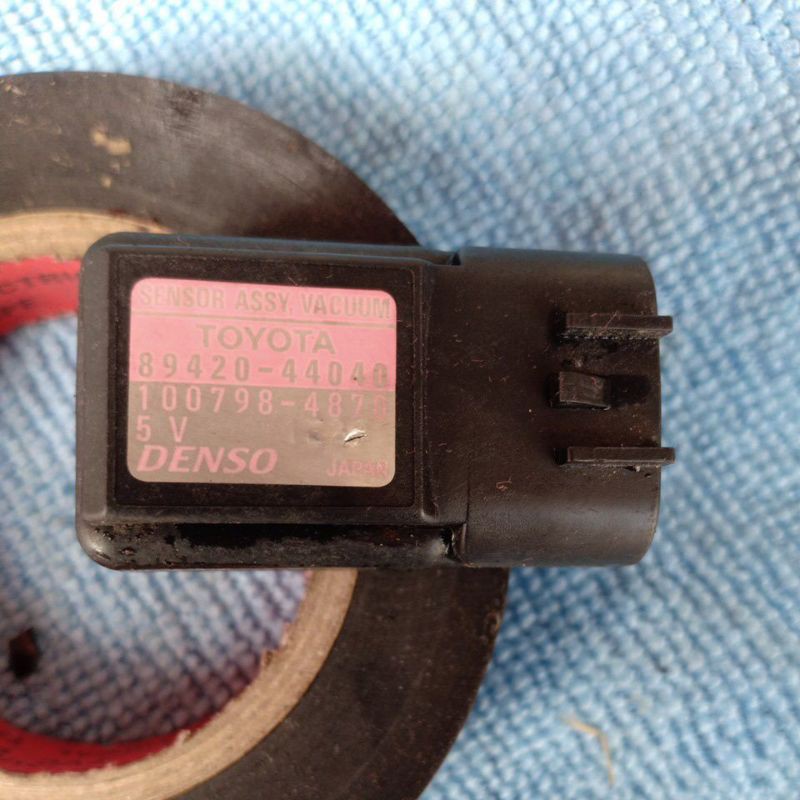 SENSOR ASSY, VACUUM
TOYOTA
89420-44040
100798-4870
5 V
DENSO
JAPAN